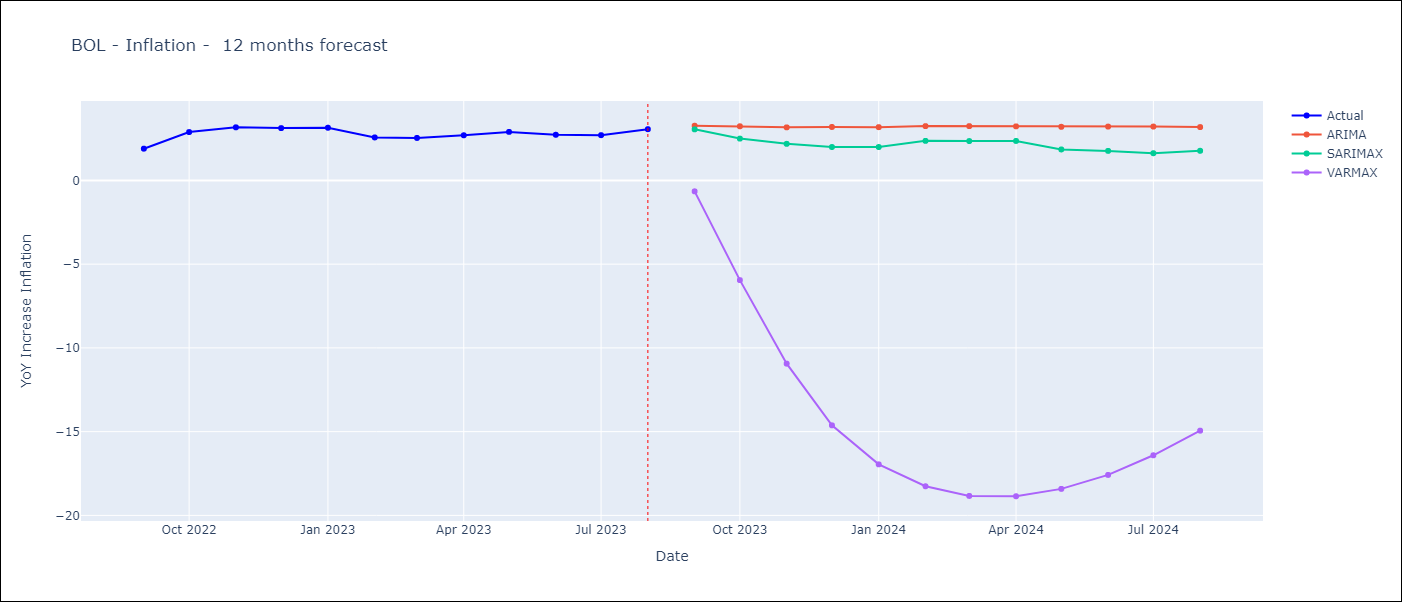 BOL - Inflation -  12 months forecast
Actual
ARIMA
SARIMAX
VARMAX
YoY Increase Inflation
0
−5
−10
−15
−20
Oct 2022
Jan 2023
Apr 2023
Jul 2023
Oct 2023
Jan 2024
Apr 2024
Jul 2024
Date